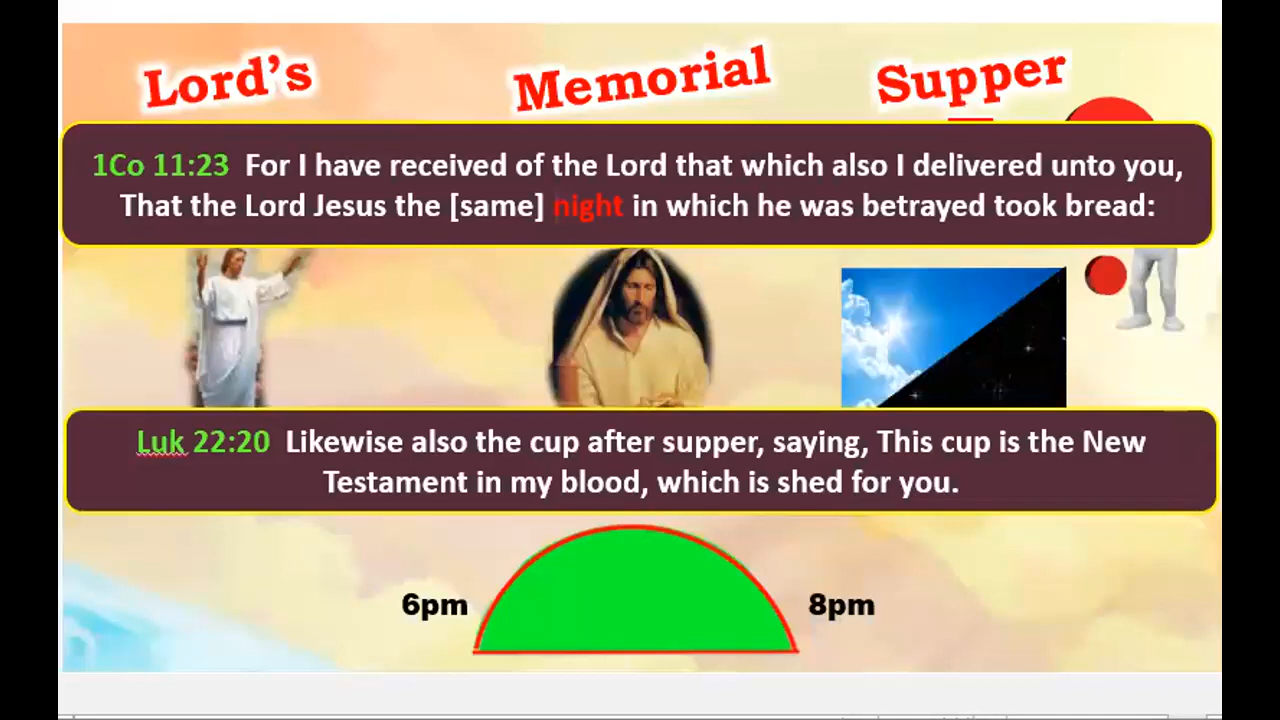 Lord’s Memorial Supper
1Co 11:23 For I have received of the Lord that which also I delivered unto you,
That the Lord Jesus the [same] night in which he was betrayed took bread:
Luk 22:20 Likewise also the cup after supper, saying, This cup is the New
Testament in my blood, which is shed for you.
6pm 8pm